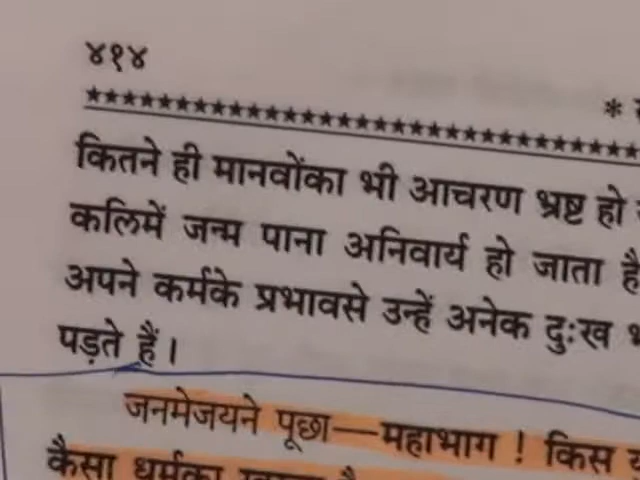 ४१४
कितने ही मानवोंका भी आचरण भ्रष्ट हो
कलिमें जन्म पाना अनिवार्य हो जाता है
अपने कर्मके प्रभावसे उन्हें अनेक दुःख
पड़ते हैं।
जनमेजयने पूछा—महाभाग ! किस
कैसा धर्मका